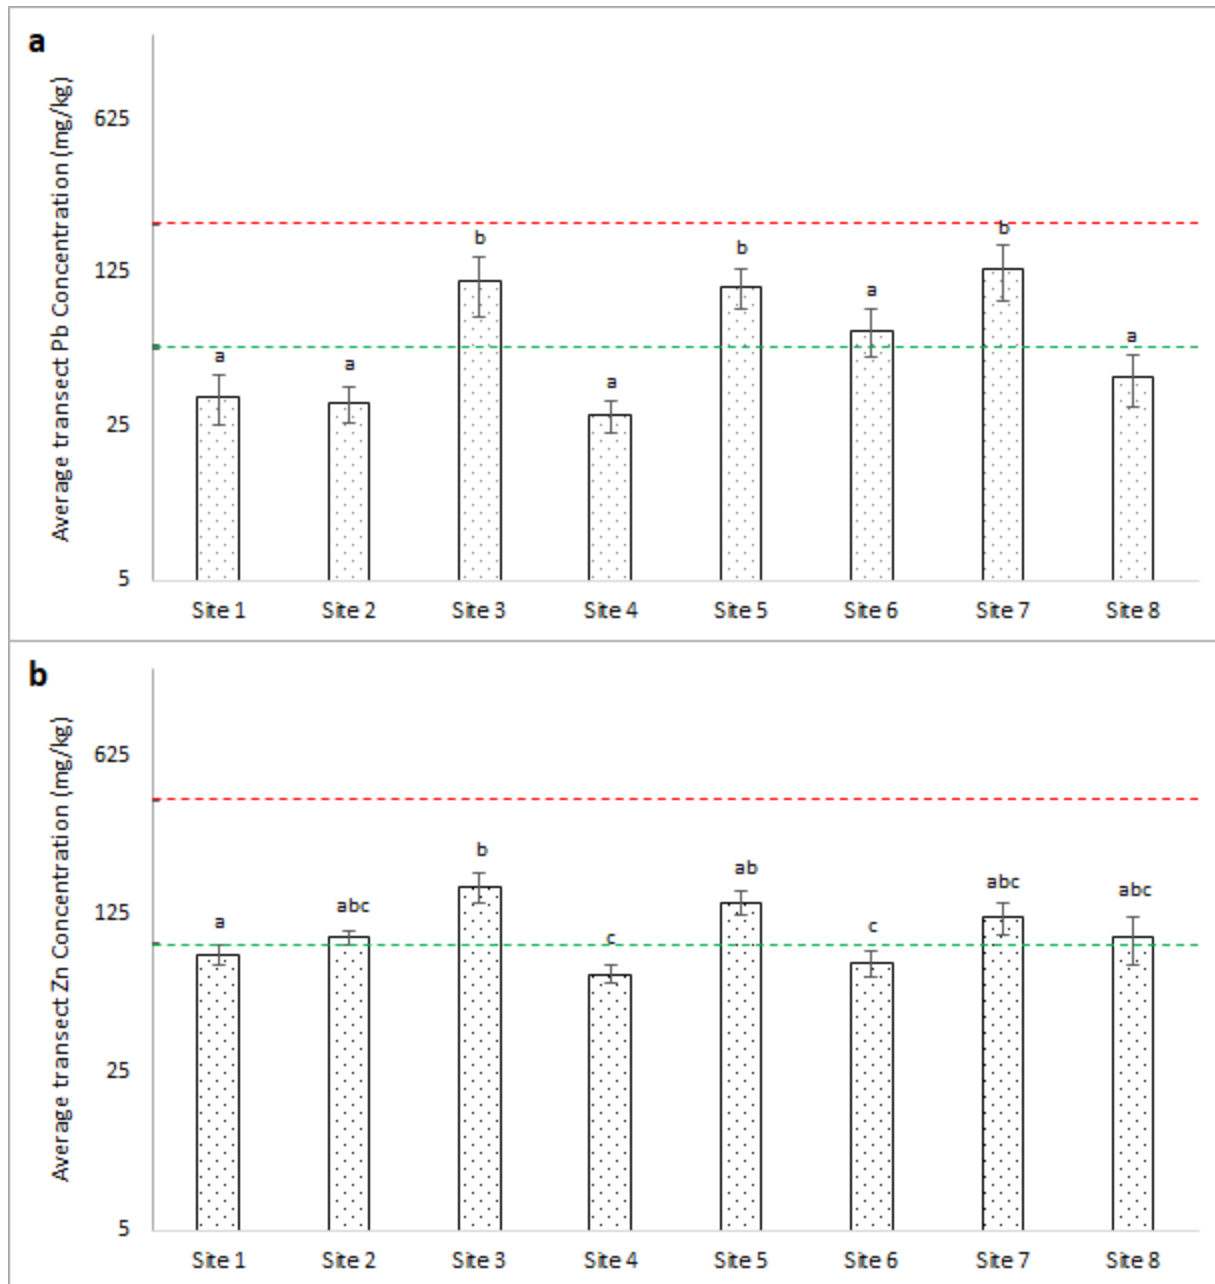 a
Average transect Pb Concentration (mg/kg)
625
125
25
5
b
b
b
a
a
a
a
a
Site 1 Site 2 Site 3 Site 4 Site 5 Site 6 Site 7 Site 8
b
Average transect Zn Concentration (mg/kg)
625
125
25
5
b
ab
abc
abc
abc
a
c
c
Site 1 Site 2 Site 3 Site 4 Site 5 Site 6 Site 7 Site 8